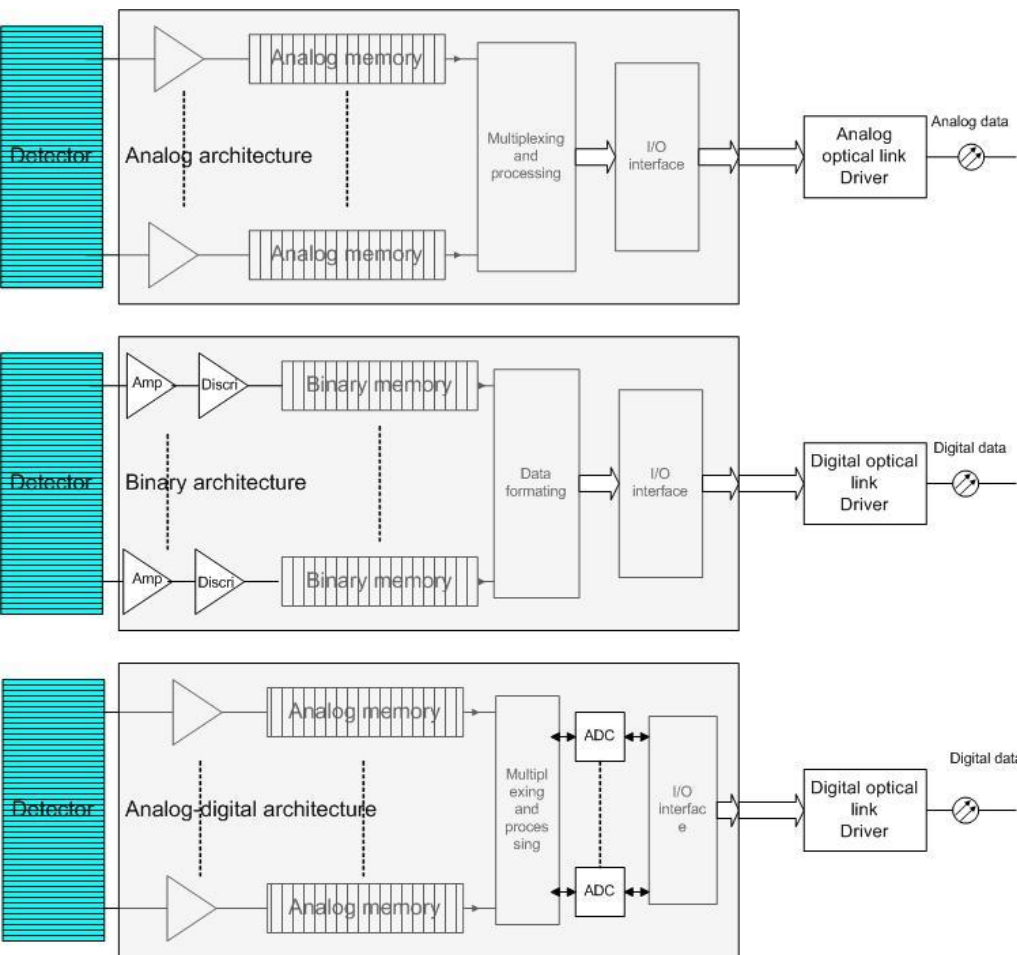 Analog memory
Detector
Analog architecture
Analog memory
Multiplexing
and
processing
I/O
interface
Analog
optical link
Driver
Analog data
Amp
Discri
Binary memory
Detector
Binary architecture
Amp
Discri
Binary memory
Data
formating
I/O
interface
Digital optical
link
Driver
Digital data
Analog memory
Detector
Analog-digital architecture
Analog memory
Multipl
exing
and
proces
sing
ADC
ADC
I/O
interfac
e
Digital optical
link
Driver
Digital data